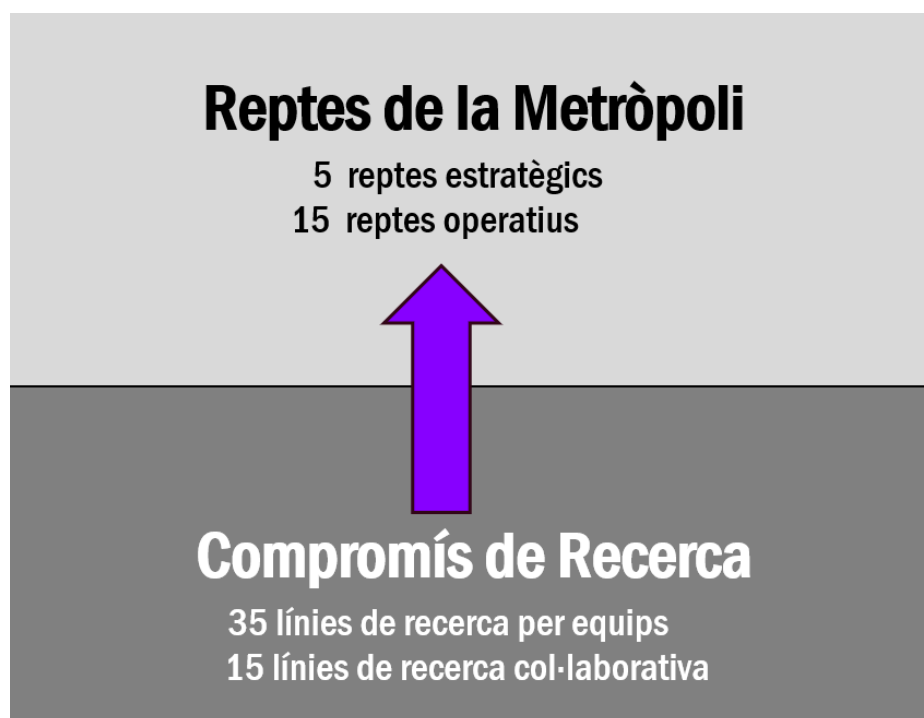 Reptes de la Metròpoli
5 reptes estratègics
15 reptes operatius
Compromís de Recerca
35 línies de recerca per equips
15 línies de recerca col·laborativa